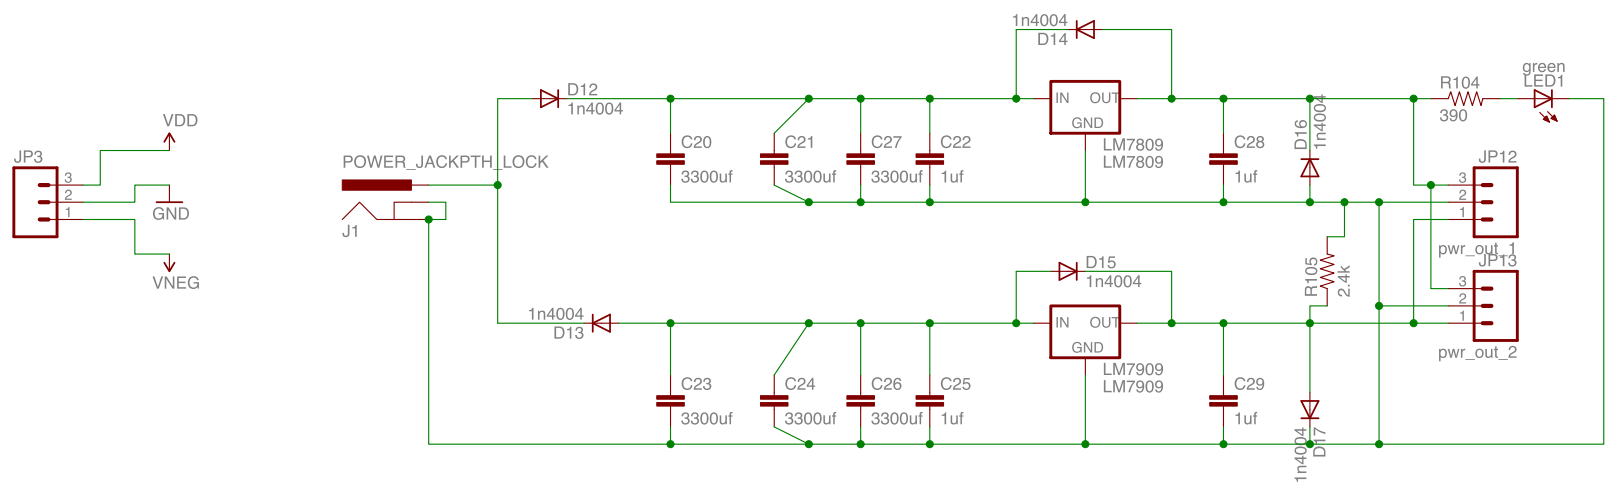 JP3
3
2
1
VDD
GND
VNEG
POWER_JACKPTH_LOCK
J1
D12
1n4004
1n4004
D13
C20
3300uf
C21
3300uf
C27
3300uf
C22
1uf
1n4004
D14
IN
OUT
GND
LM7809
LM7809
C28
1uf
D16
1n4004
R104
390
green
LED1
JP12
3
2
1
pwr_out_1
R105
2.4k
JP13
3
2
1
pwr_out_2
C23
3300uf
C24
3300uf
C26
3300uf
C25
1uf
D15
1n4004
IN
OUT
GND
LM7909
LM7909
C29
1uf
1n4004
D17